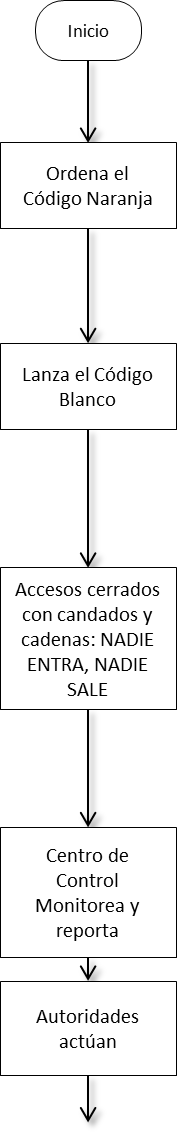 Inicio
Ordena el
Código Naranja
Lanza el Código
Blanco
Accesos cerrados
con candados y
cadenas: NADIE
ENTRA, NADIE
SALE
Centro de
Control
Monitorea y
reporta
Autoridades
actúan